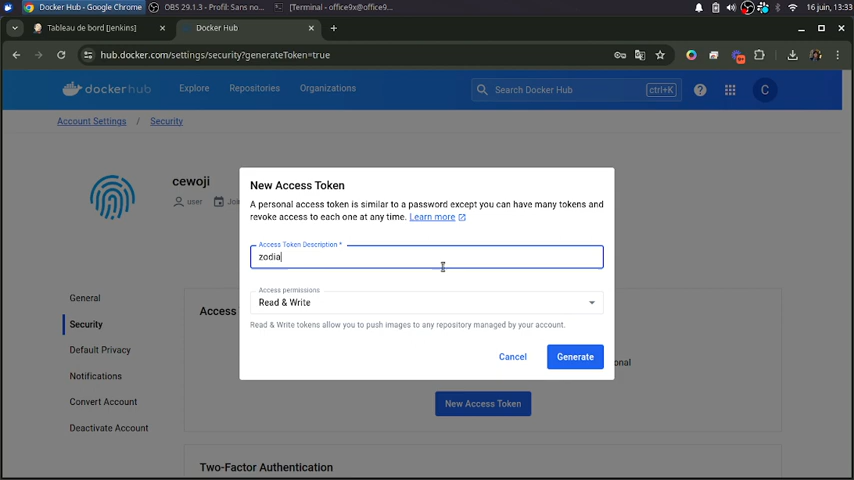 Docker Hub - Google Chrome
OBS 29.1.3 - Profil: Sans no...
[Terminal - office9x@office9...
16 juin, 13:33
Tableau de bord [Jenkins]
Docker Hub
hub.docker.com/settings/security?generateToken=true
dockerhub
Explore
Repositories
Organizations
Search Docker Hub
ctrl+K
C
Account Settings / Security
cewoji
user
Joi
New Access Token
A personal access token is similar to a password except you can have many tokens and
revoke access to each one at any time. Learn more
Access Token Description *
zodia
Access permissions
Read & Write
Read & Write tokens allow you to push images to any repository managed by your account.
Cancel
Generate
General
Security
Default Privacy
Notifications
Convert Account
Deactivate Account
Access
onal
New Access Token
Two-Factor Authentication